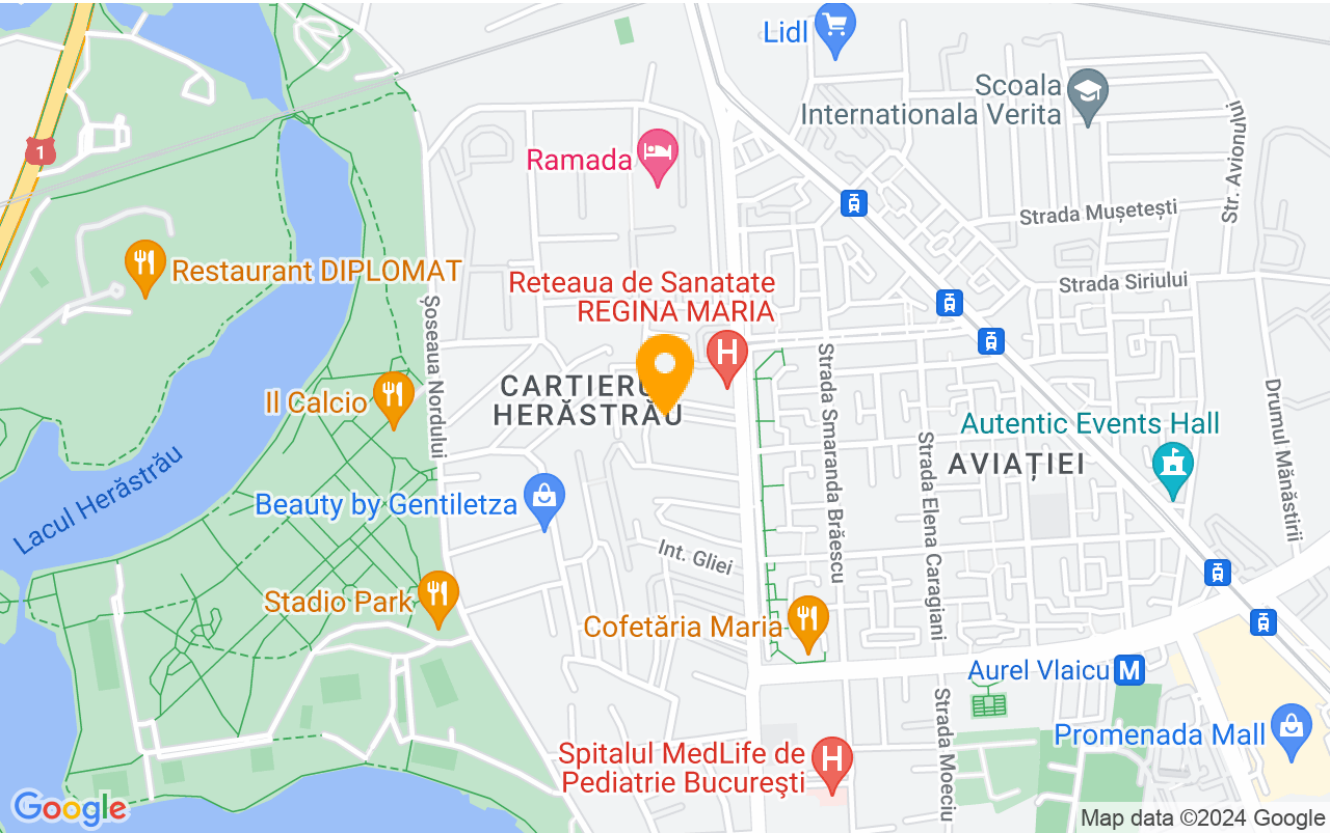 Lidl
Scoala
Internationala Verita
1
Ramada
Str. Avionului
Strada Mușetești
Restaurant DIPLOMAT
Reteaua de Sanatate
REGINA MARIA
H
Strada Siriului
Șoseaua Nordului
Strada Smaranda Brăescu
Drumul Mănăstirii
CARTIERU
HERĂSTRĂU
Il Calcio
Autentic Events Hall
AVIAȚIEI
Strada Elena Caragiani
Lacul Herăstrău
Beauty by Gentiletza
Int. Gliei
Stadio Park
Cofetăria Maria
Aurel Vlaicu
M
Strada Moeciu
Promenada Mall
Spitalul MedLife de
Pediatrie Bucureşti
H
Google
Map data ©2024 Google